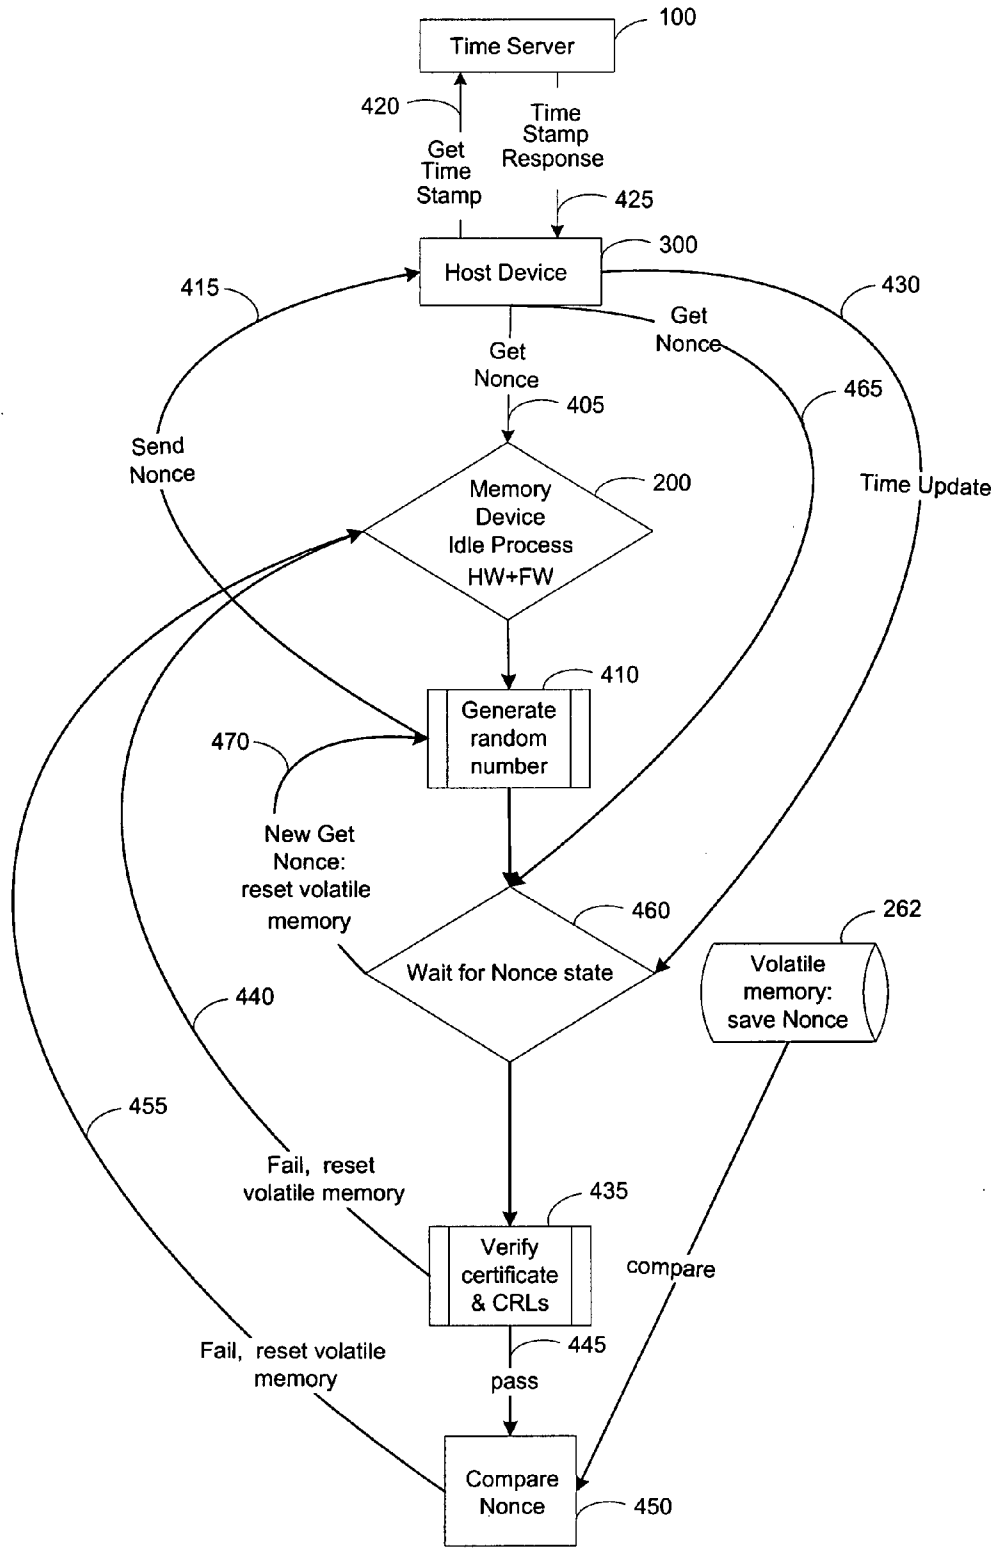 100
Time Server
420
Time
Stamp
Response
Get
Time
Stamp
425
300
Host Device
415
430
Get
Nonce
Get
Nonce
465
405
Send
Nonce
200
Time Update
Memory
Device
Idle Process
HW+FW
410
Generate
random
number
470
New Get
Nonce:
reset volatile
memory
460
262
Wait for Nonce state
Volatile
memory:
save Nonce
440
455
Fail, reset
volatile memory
435
Verify
certificate
& CRLs
compare
445
Fail, reset volatile
memory
pass
Compare
Nonce
450